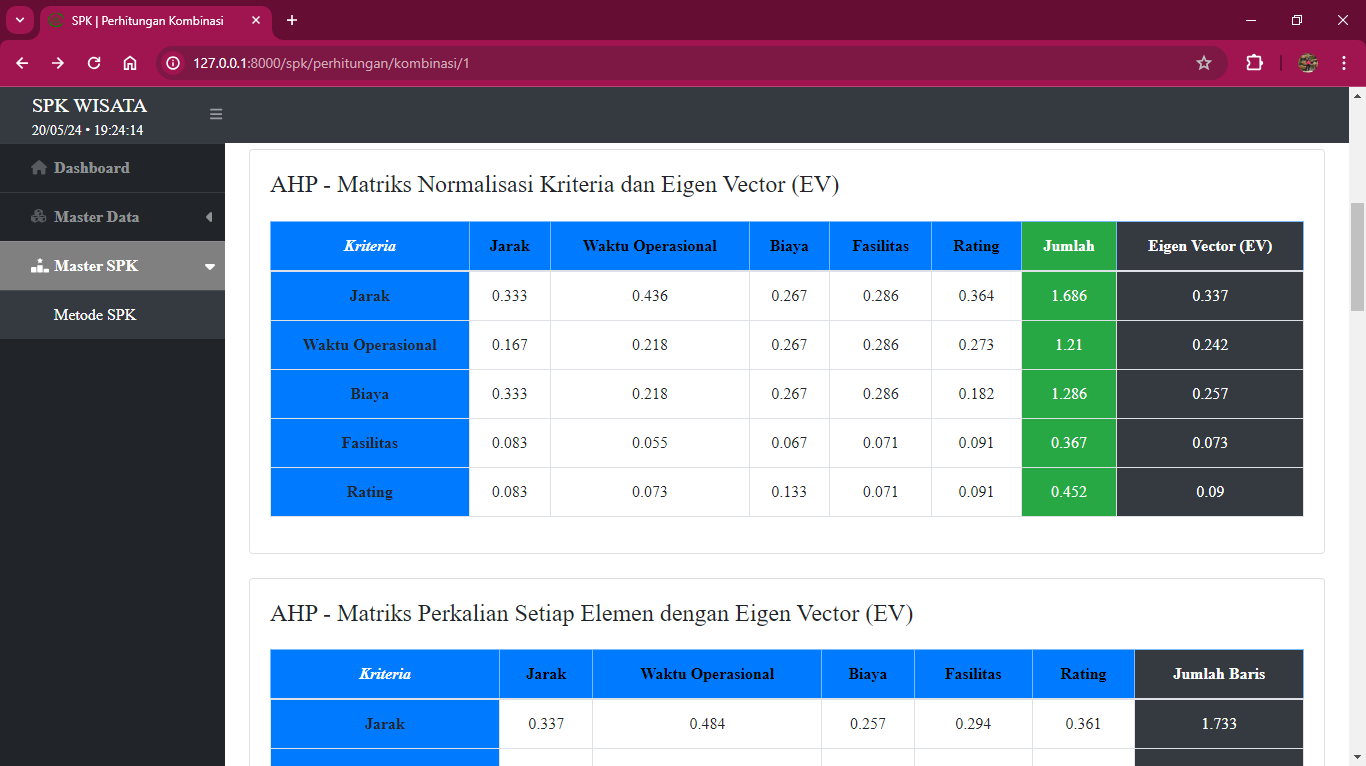 SPK | Perhitungan Kombinasi
127.0.0.1:8000/spk/perhitungan/kombinasi/1
SPK WISATA
20/05/24 • 19:24:14
Dashboard
Master Data
Master SPK
Metode SPK
AHP - Matriks Normalisasi Kriteria dan Eigen Vector (EV)
Kriteria Jarak Waktu Operasional Biaya Fasilitas Rating Jumlah Eigen Vector (EV)
Jarak 0.333 0.436 0.267 0.286 0.364 1.686 0.337
Waktu Operasional 0.167 0.218 0.267 0.286 0.273 1.21 0.242
Biaya 0.333 0.218 0.267 0.286 0.182 1.286 0.257
Fasilitas 0.083 0.055 0.067 0.071 0.091 0.367 0.073
Rating 0.083 0.073 0.133 0.071 0.091 0.452 0.09
AHP - Matriks Perkalian Setiap Elemen dengan Eigen Vector (EV)
Kriteria Jarak Waktu Operasional Biaya Fasilitas Rating Jumlah Baris
Jarak 0.337 0.484 0.257 0.294 0.361 1.733